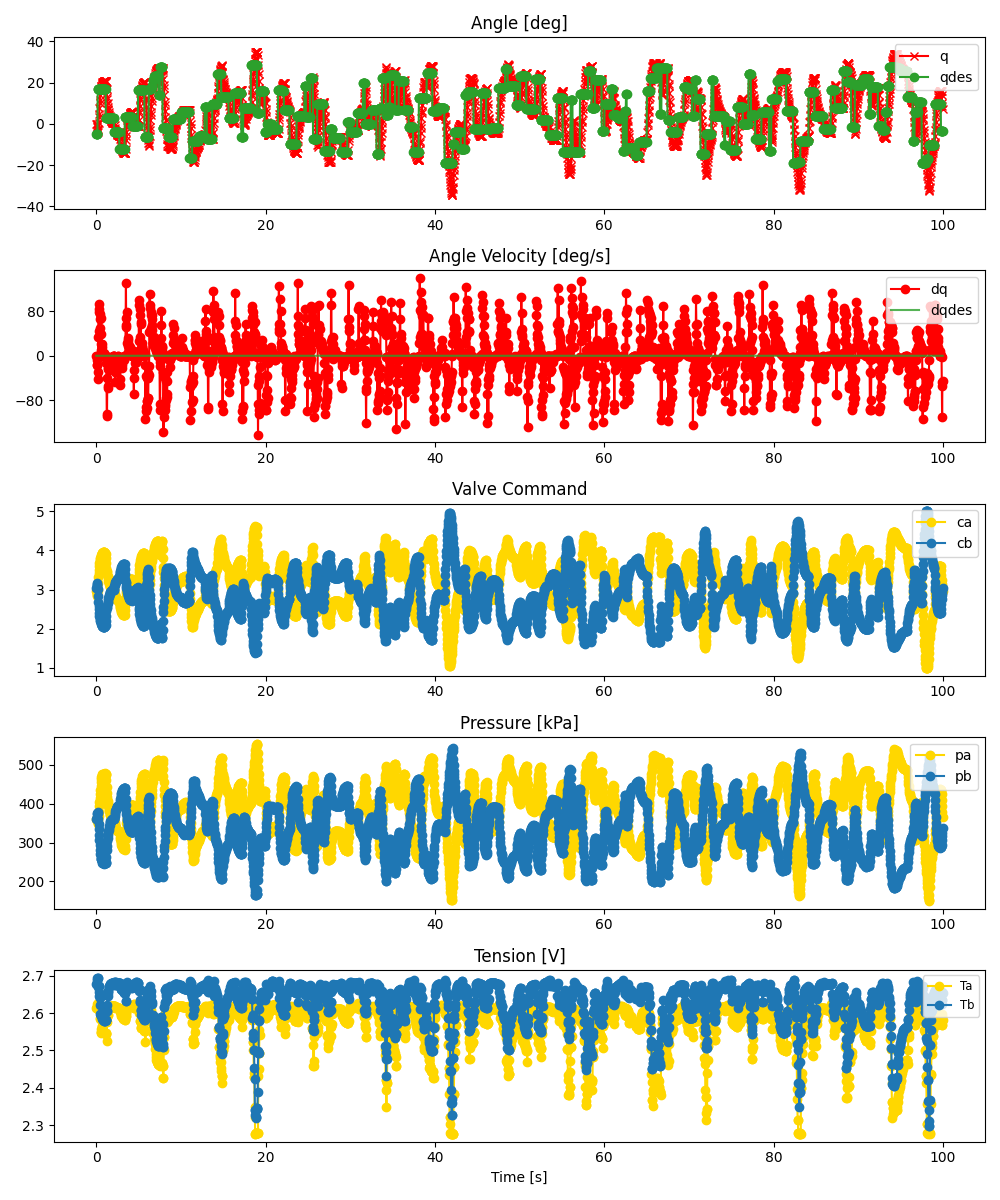 Angle [deg]
40
20
0
−20
−40
q
qdes
0 20 40 60 80 100
Angle Velocity [deg/s]
80
0
−80
dq
dqdes
0 20 40 60 80 100
Valve Command
5
4
3
2
1
ca
cb
0 20 40 60 80 100
Pressure [kPa]
500
400
300
200
pa
pb
0 20 40 60 80 100
Tension [V]
2.7
2.6
2.5
2.4
2.3
Ta
Tb
0 20 40 60 80 100
Time [s]